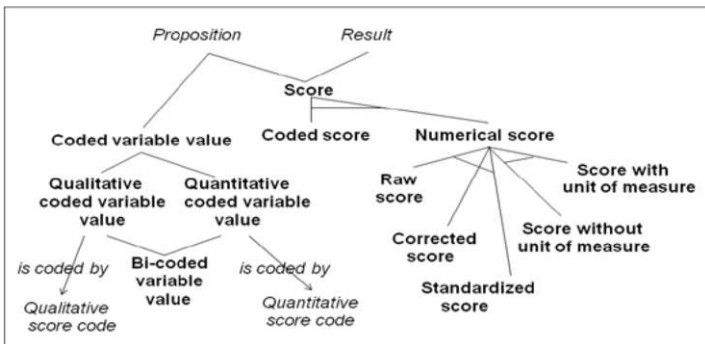 Proposition
Result
Score
Coded variable value
Coded score
Numerical score
Qualitative
coded variable
value
Quantitative
coded variable
value
Raw
score
Score with
unit of measure
Corrected
score
Score without
unit of measure
is coded by
Bi-coded
variable
value
is coded by
Standardized
score
Qualitative
score code
Quantitative
score code